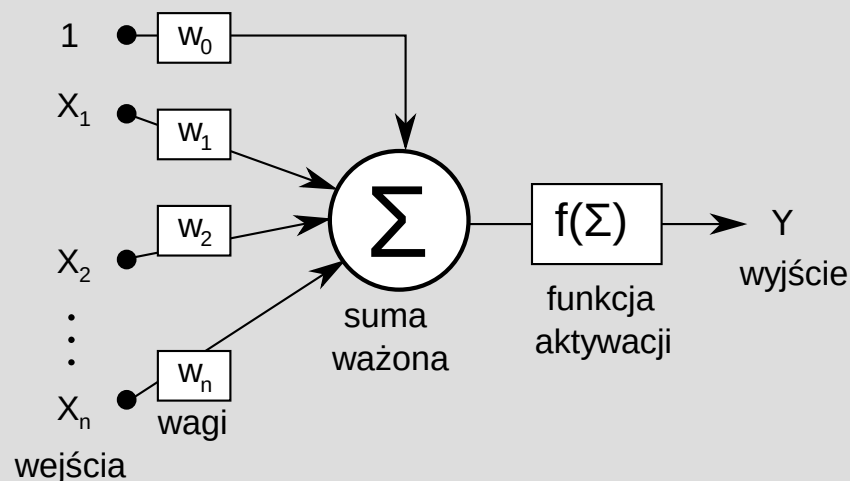 1
w₀
X₁
w₁
X₂
w₂
Xₙ
wₙ
wejścia
wagi
Σ
suma
ważona
f(Σ)
funkcja
aktywacji
Y
wyjście